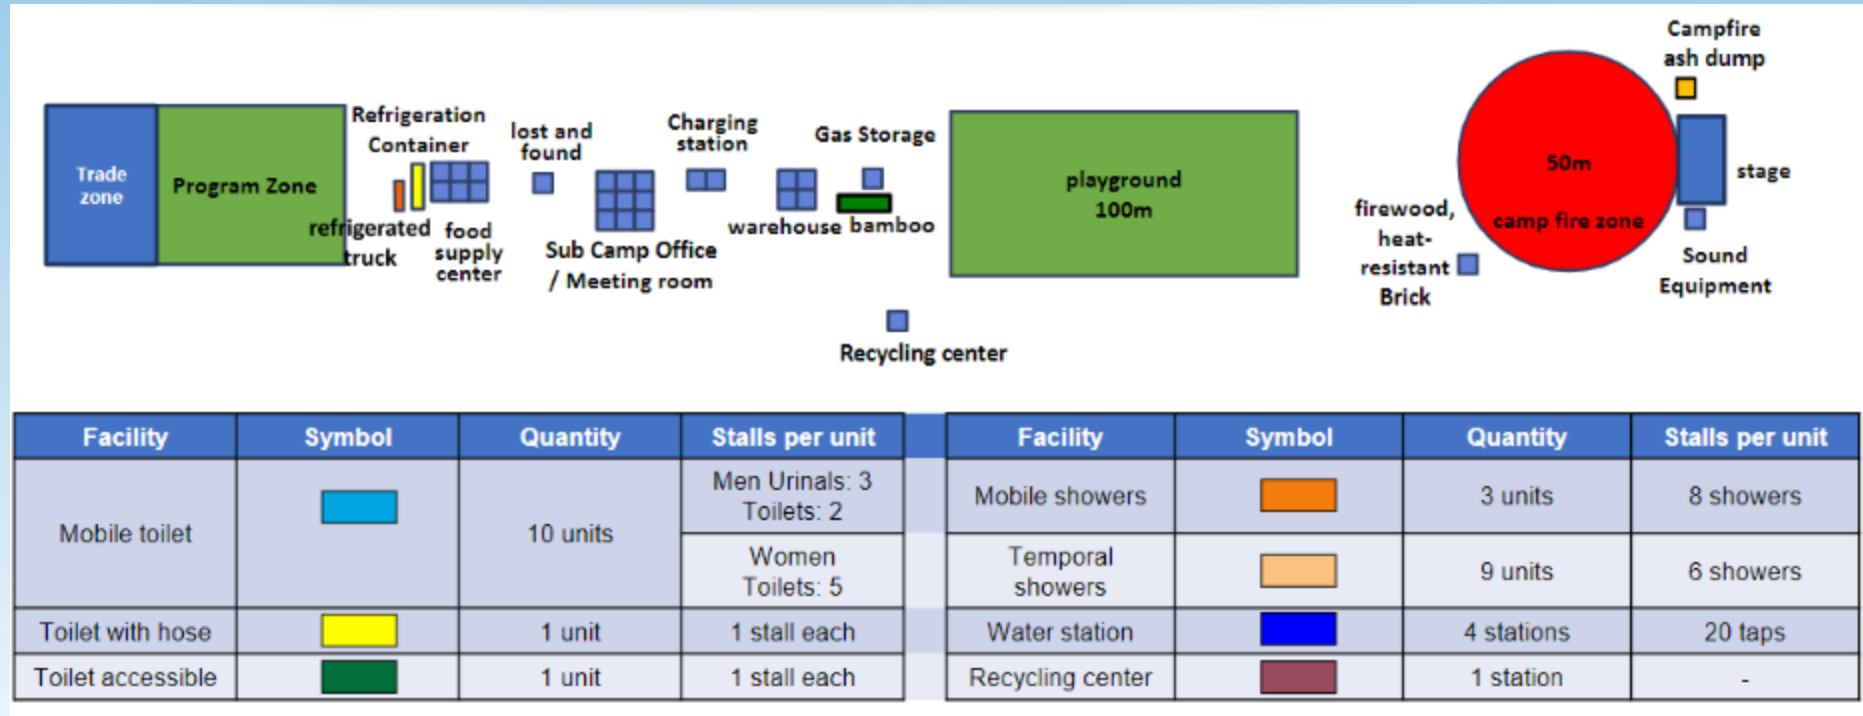 Campfire
ash dump
Refrigeration
Container
lost and
found
Charging
station
Gas Storage
Trade
zone
Program Zone
playground
100m
50m
camp fire zone
stage
refrigerated
truck
food
supply
center
Sub Camp Office
/ Meeting room
warehouse
bamboo
firewood,
heat-
resistant
Brick
Sound
Equipment
Recycling center
Facility Symbol Quantity Stalls per unit
Mobile toilet 10 units
Men Urinals: 3
Toilets: 2
Women
Toilets: 5
Toilet with hose 1 unit 1 stall each
Toilet accessible 1 unit 1 stall each
Facility Symbol Quantity Stalls per unit
Mobile showers 3 units 8 showers
Temporal
showers
9 units 6 showers
Water station 4 stations 20 taps
Recycling center 1 station -